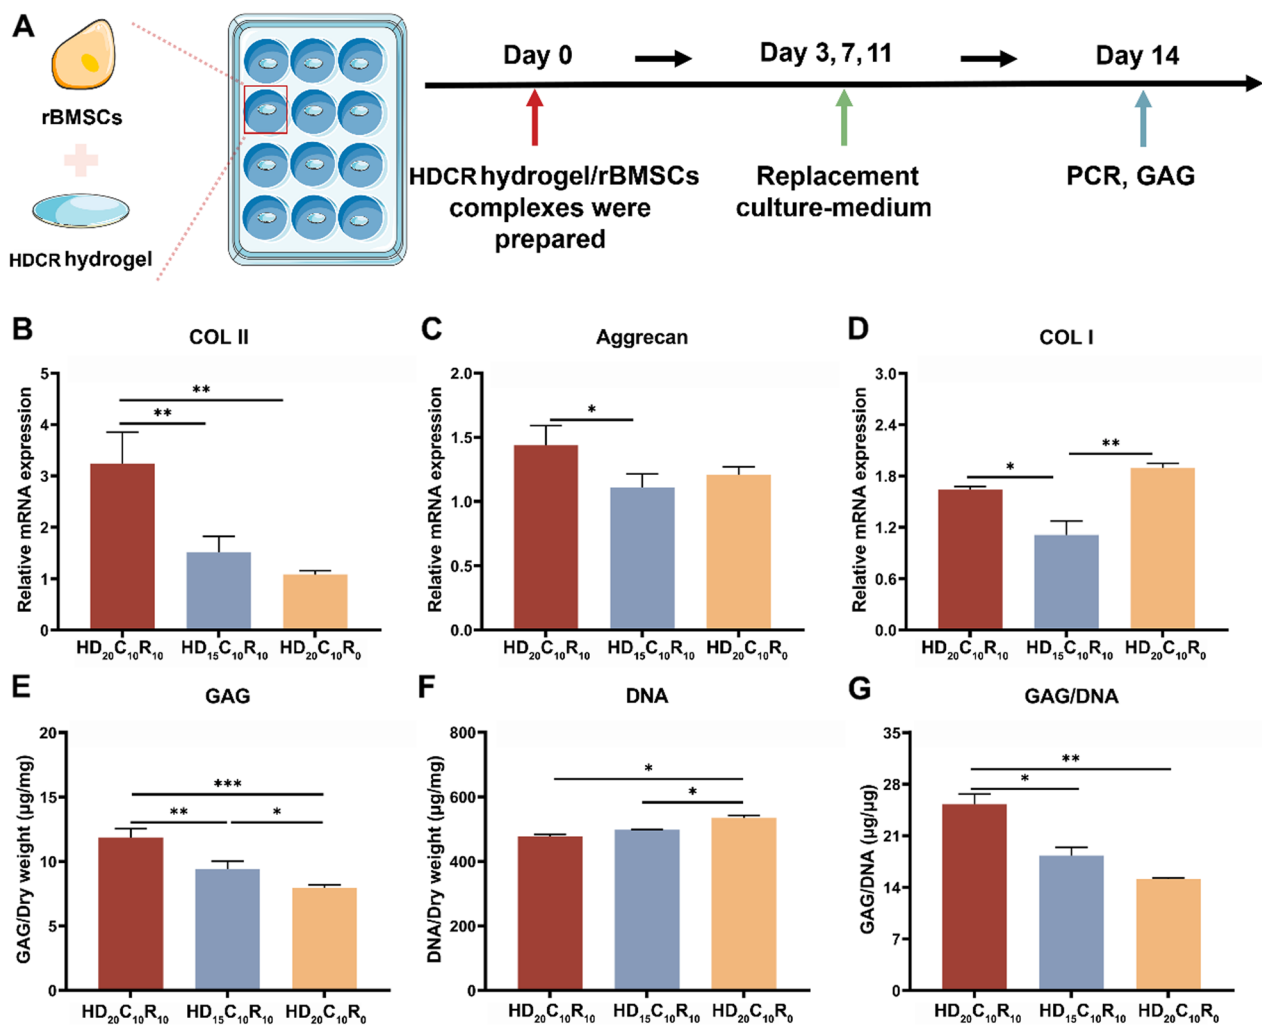 A
rBMSCs
HDCR hydrogel
Day 0
Day 3, 7, 11
Day 14
HDCR hydrogel/rBMSCs
complexes were
prepared
Replacement
culture-medium
PCR, GAG
B
COL II
Relative mRNA expression
5
4
3
2
1
0
**
**
HD₂₀C₁₀R₁₀
HD₁₅C₁₀R₁₀
HD₂₀C₁₀R₀
C
Aggrecan
Relative mRNA expression
2.0
1.5
1.0
0.5
0.0
*
HD₂₀C₁₀R₁₀
HD₁₅C₁₀R₁₀
HD₂₀C₁₀R₀
D
COL I
Relative mRNA expression
3.0
2.4
1.8
1.2
0.6
0.0
*
**
HD₂₀C₁₀R₁₀
HD₁₅C₁₀R₁₀
HD₂₀C₁₀R₀
E
GAG
GAG/Dry weight (μg/mg)
20
15
10
5
0
***
**
*
HD₂₀C₁₀R₁₀
HD₁₅C₁₀R₁₀
HD₂₀C₁₀R₀
F
DNA
DNA/Dry weight (μg/mg)
800
600
400
200
0
*
*
HD₂₀C₁₀R₁₀
HD₁₅C₁₀R₁₀
HD₂₀C₁₀R₀
G
GAG/DNA
GAG/DNA (μg/μg)
35
28
21
14
7
0
**
*
HD₂₀C₁₀R₁₀
HD₁₅C₁₀R₁₀
HD₂₀C₁₀R₀